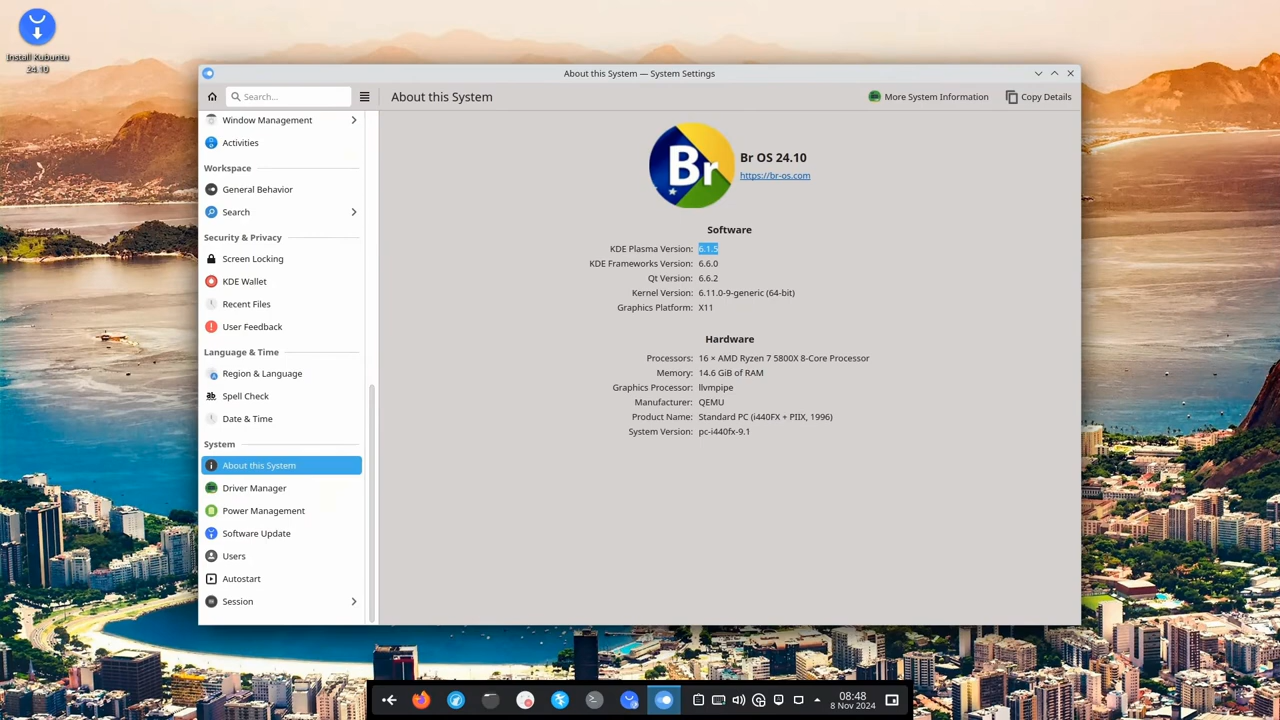 Install Kubuntu
24.10
About this System — System Settings
Search...
About this System
More System Information
Copy Details
Window Management
Activities
Workspace
General Behavior
Search
Security & Privacy
Screen Locking
KDE Wallet
Recent Files
User Feedback
Language & Time
Region & Language
Spell Check
Date & Time
System
About this System
Driver Manager
Power Management
Software Update
Users
Autostart
Session
Br
Br OS 24.10
https://br-os.com
Software
KDE Plasma Version: 6.1.5
KDE Frameworks Version: 6.6.0
Qt Version: 6.6.2
Kernel Version: 6.11.0-9-generic (64-bit)
Graphics Platform: X11
Hardware
Processors: 16 × AMD Ryzen 7 5800X 8-Core Processor
Memory: 14.6 GiB of RAM
Graphics Processor: llvmpipe
Manufacturer: QEMU
Product Name: Standard PC (i440FX + PIIX, 1996)
System Version: pc-i440fx-9.1
08:48
8 Nov 2024